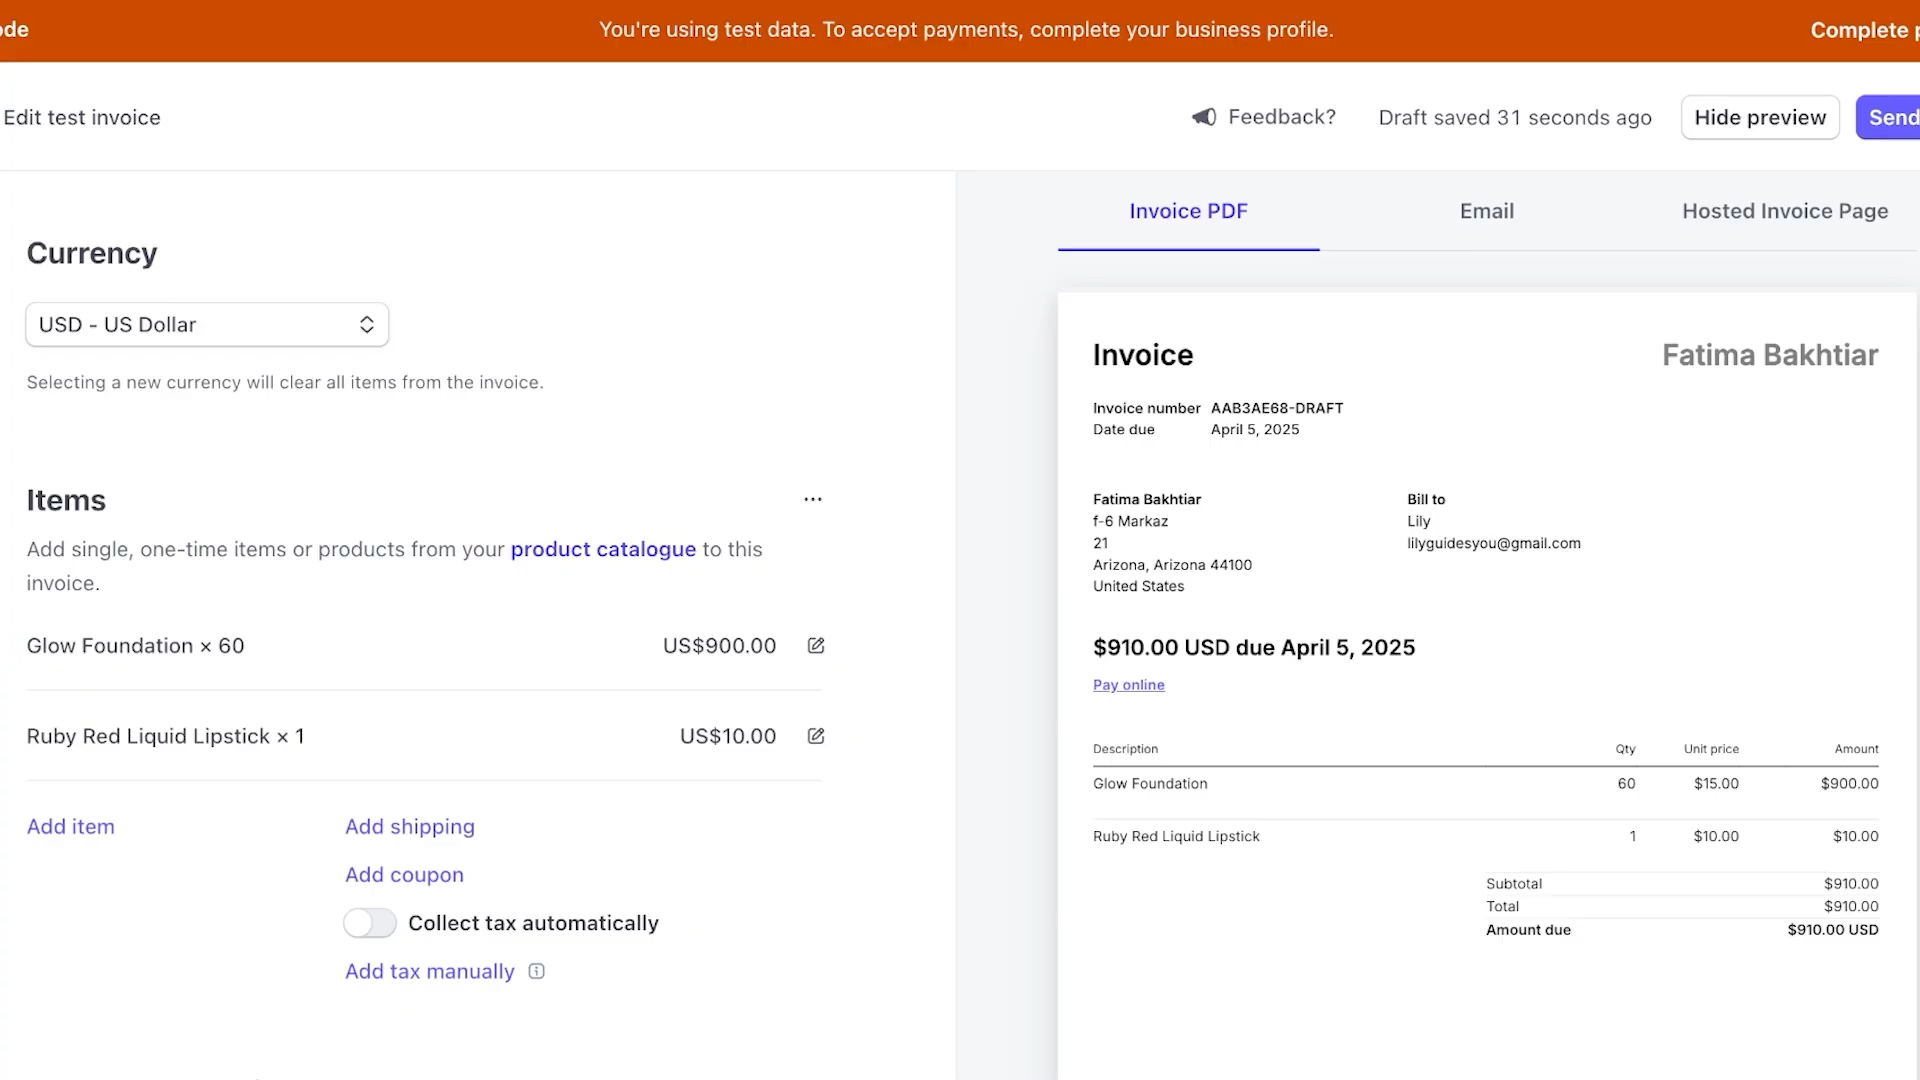 You're using test data. To accept payments, complete your business profile.
Complete
Edit test invoice
Feedback?
Draft saved 31 seconds ago
Hide preview
Send
Currency
USD - US Dollar
Selecting a new currency will clear all items from the invoice.
Items
...
Add single, one-time items or products from your product catalogue to this
invoice.
Glow Foundation × 60 US$900.00
Ruby Red Liquid Lipstick × 1 US$10.00
Add item
Add shipping
Add coupon
Collect tax automatically
Add tax manually
Invoice PDF
Email
Hosted Invoice Page
Invoice
Fatima Bakhtiar
Invoice number AAB3AE68-DRAFT
Date due April 5, 2025
Fatima Bakhtiar
f-6 Markaz
21
Arizona, Arizona 44100
United States
Bill to
Lily
lilyguidesyou@gmail.com
$910.00 USD due April 5, 2025
Pay online
Description Qty Unit price Amount
Glow Foundation 60 $15.00 $900.00
Ruby Red Liquid Lipstick 1 $10.00 $10.00
Subtotal $910.00
Total $910.00
Amount due $910.00 USD